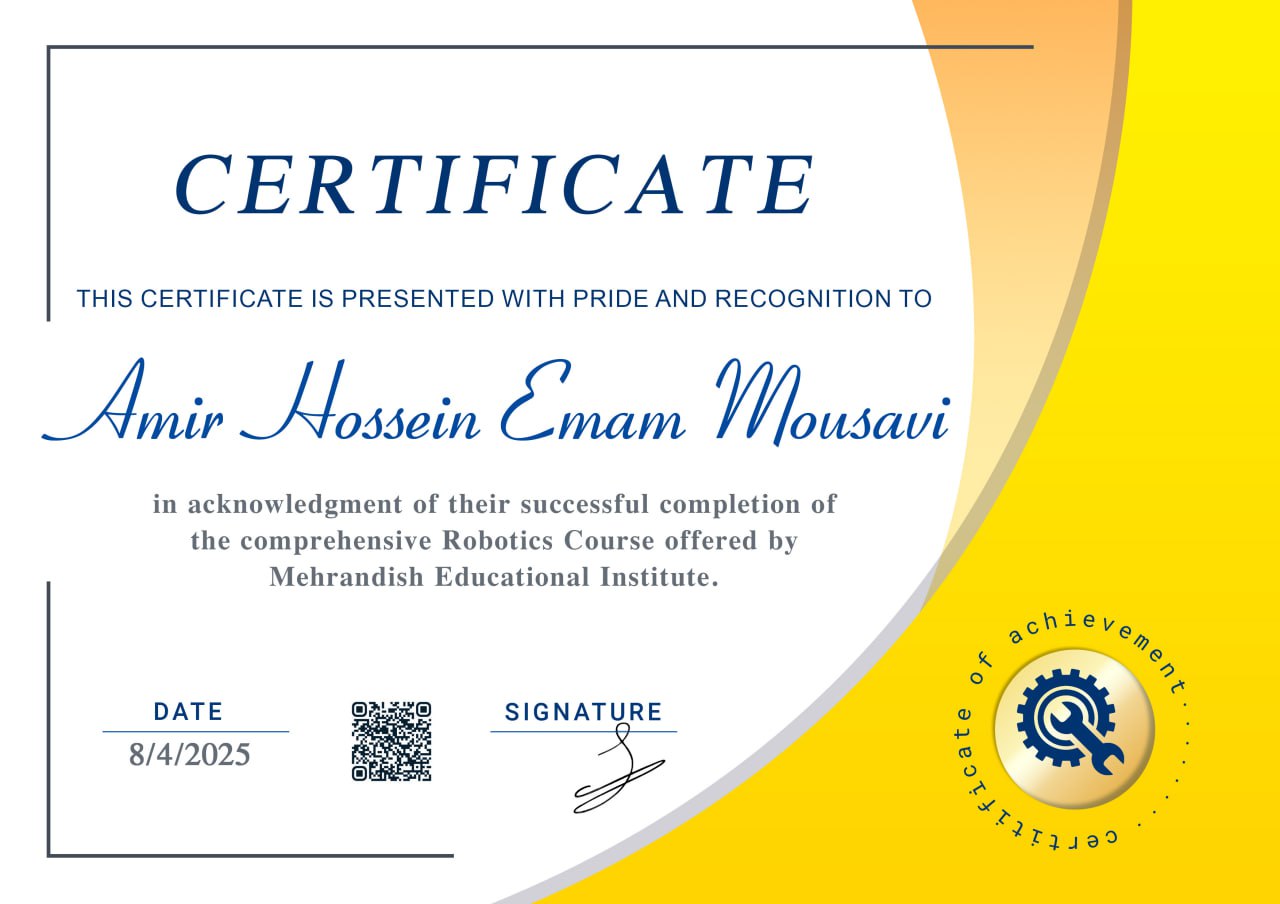 CERTIFICATE
THIS CERTIFICATE IS PRESENTED WITH PRIDE AND RECOGNITION TO
Amir Hossein Emam Mousavi
in acknowledgment of their successful completion of
the comprehensive Robotics Course offered by
Mehrandish Educational Institute.
DATE
8/4/2025
SIGNATURE
certificate of achievement........